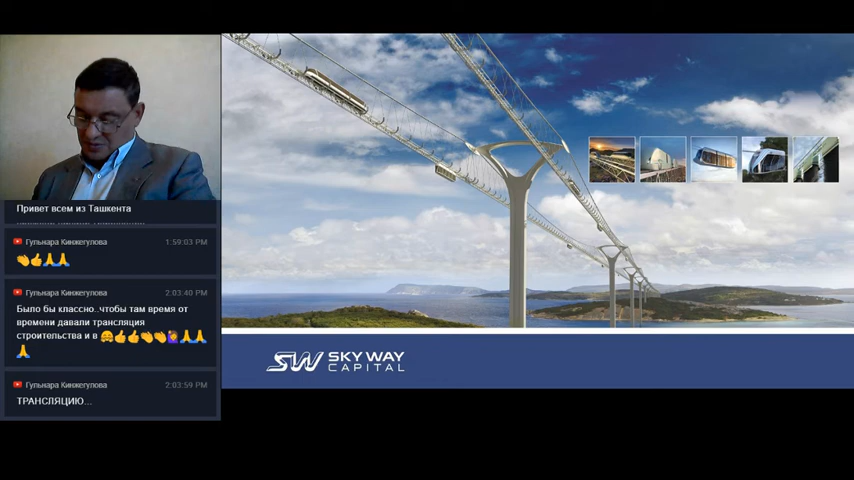 Привет всем из Ташкента
Гульнара Кинжегулова 1:59:03 PM
👏👍🙏🙏
Гульнара Кинжегулова 2:03:40 PM
Было бы классно..чтобы там время от
времени давали трансляция
строительства и в 🤗👍👍👏👏🙋‍♀️🙏🙏
🙏
Гульнара Кинжегулова 2:03:59 PM
ТРАНСЛЯЦИЮ...
SW SKY WAY
CAPITAL